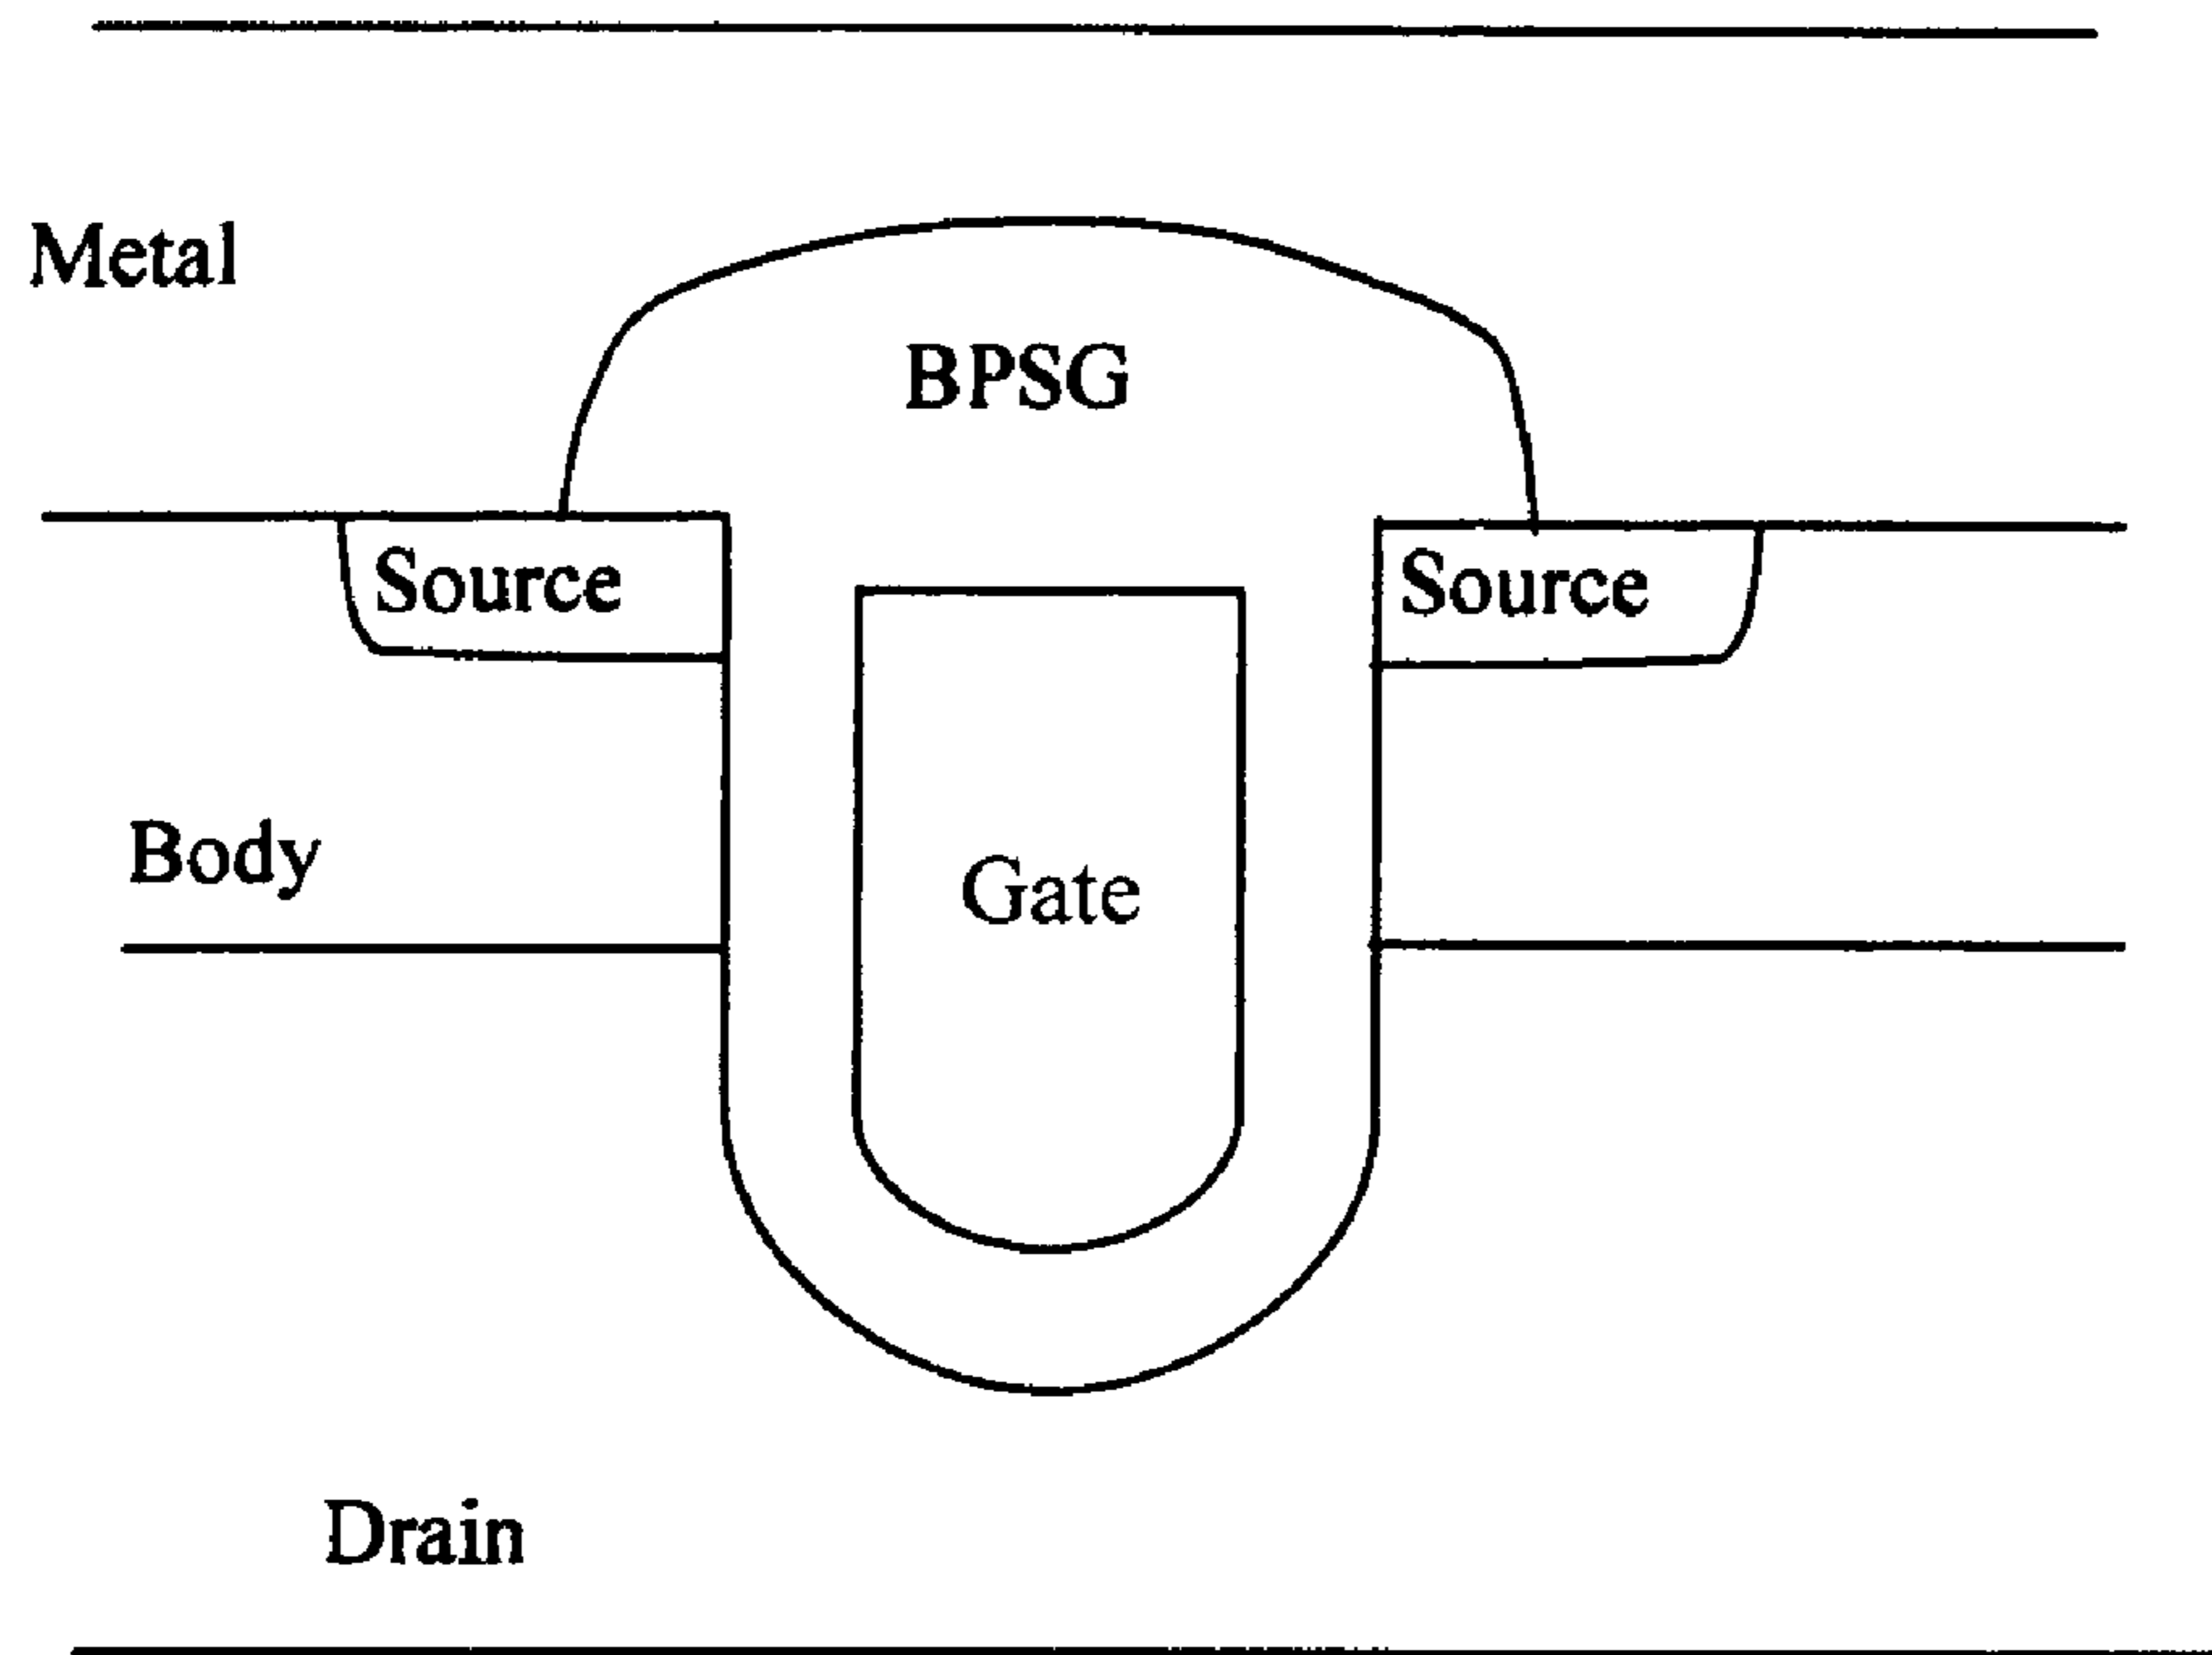 Metal
BPSG
Source
Source
Body
Gate
Drain